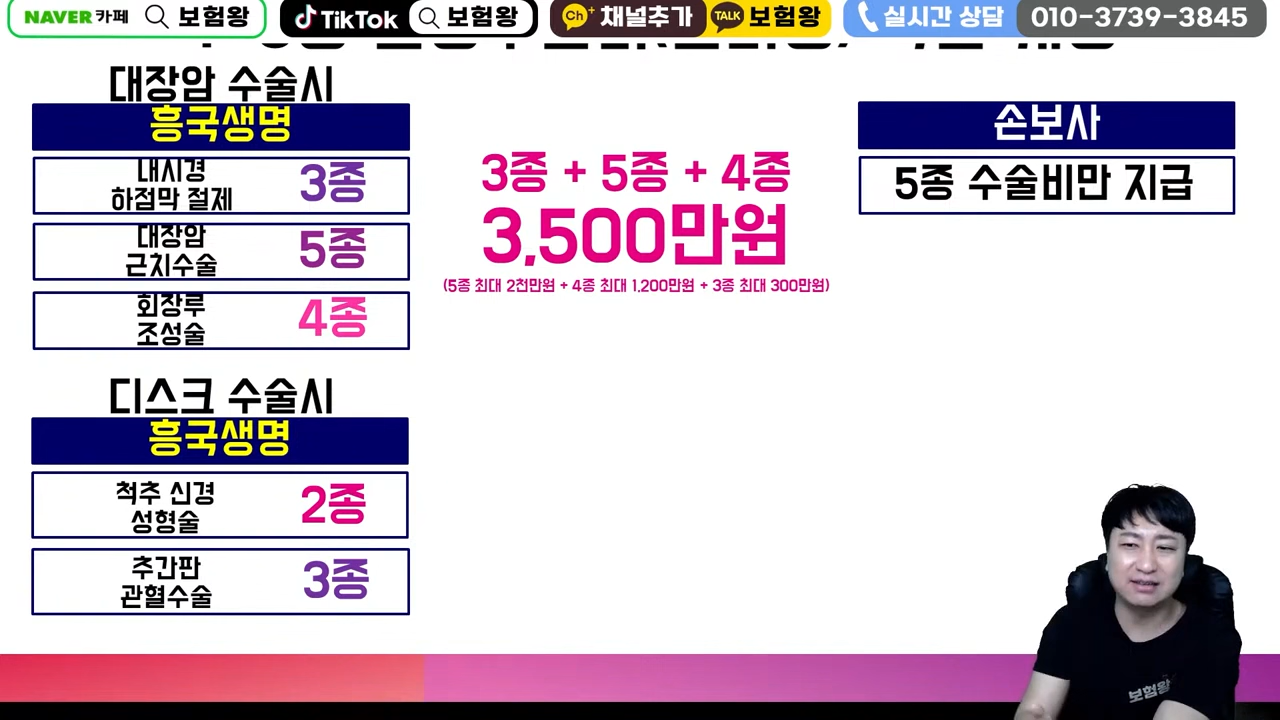 NAVER 카페 보험왕
TikTok 보험왕
Ch+ 채널추가
TALK 보험왕
실시간 상담 010-3739-3845
대장암 수술시
흥국생명
내시경
하점막 절제
3종
대장암
근치수술
5종
회장루
조성술
4종
3종 + 5종 + 4종
3,500만원
(5종 최대 2천만원 + 4종 최대 1,200만원 + 3종 최대 300만원)
손보사
5종 수술비만 지급
디스크 수술시
흥국생명
척추 신경
성형술
2종
추간판
관혈수술
3종
보험왕